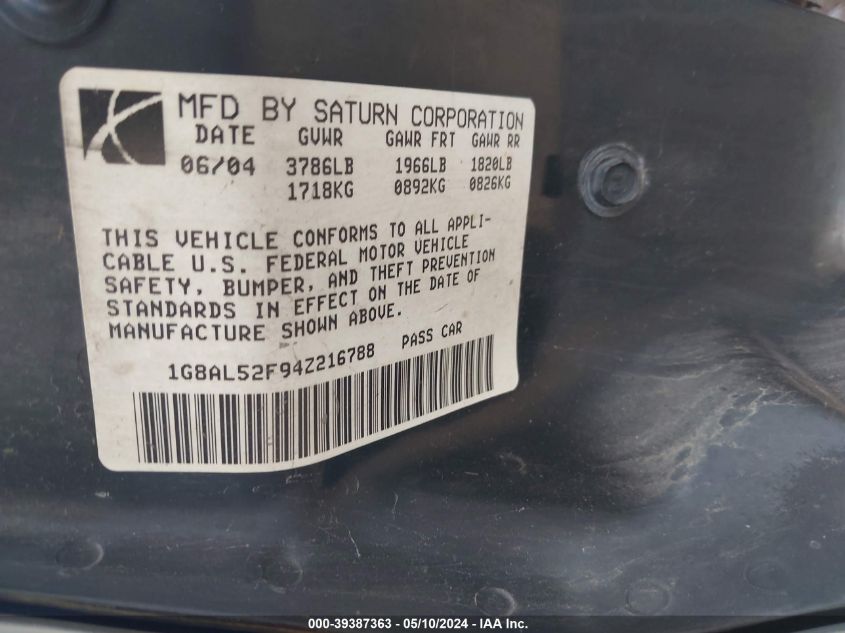 MFD BY SATURN CORPORATION
DATE GVWR GAWR FRT GAWR RR
06/04 3786LB 1966LB 1820LB
1718KG 0892KG 0826KG
THIS VEHICLE CONFORMS TO ALL APPLI-
CABLE U.S. FEDERAL MOTOR VEHICLE
SAFETY, BUMPER, AND THEFT PREVENTION
STANDARDS IN EFFECT ON THE DATE OF
MANUFACTURE SHOWN ABOVE.
1G8AL52F94Z216788 PASS CAR
000-39387363 - 05/10/2024 - IAAI, Inc.